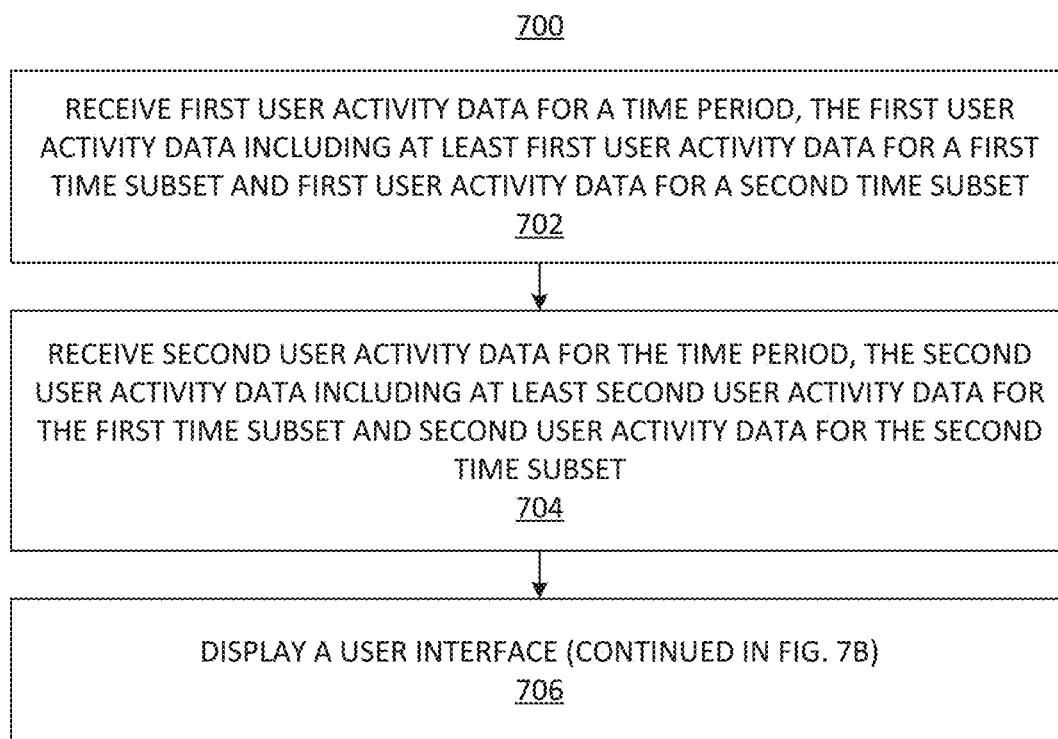 700
RECEIVE FIRST USER ACTIVITY DATA FOR A TIME PERIOD, THE FIRST USER
ACTIVITY DATA INCLUDING AT LEAST FIRST USER ACTIVITY DATA FOR A FIRST
TIME SUBSET AND FIRST USER ACTIVITY DATA FOR A SECOND TIME SUBSET
702
RECEIVE SECOND USER ACTIVITY DATA FOR THE TIME PERIOD, THE SECOND
USER ACTIVITY DATA INCLUDING AT LEAST SECOND USER ACTIVITY DATA FOR
THE FIRST TIME SUBSET AND SECOND USER ACTIVITY DATA FOR THE SECOND
TIME SUBSET
704
DISPLAY A USER INTERFACE (CONTINUED IN FIG. 7B)
706